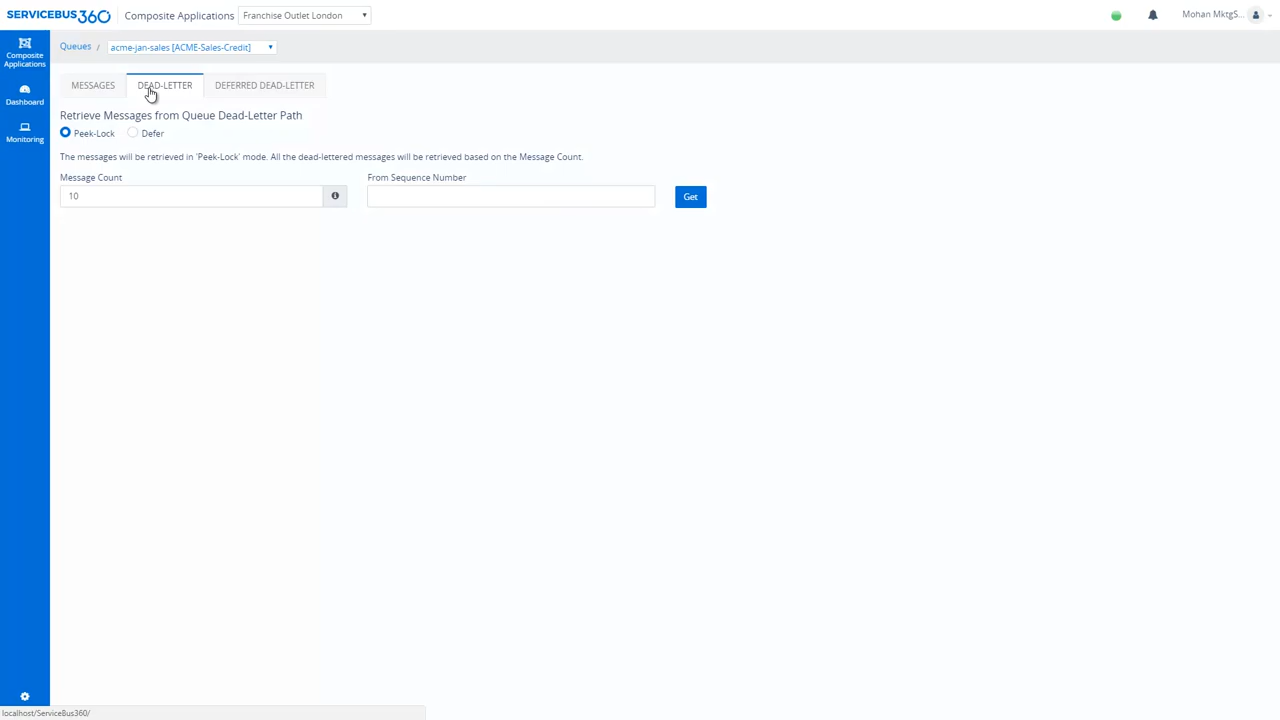 SERVICEBUS360 Composite Applications Franchise Outlet London Mohan MktgS...
Queues / acme-jan-sales [ACME-Sales-Credit]
Composite
Applications
Dashboard
Monitoring
MESSAGES DEAD-LETTER DEFERRED DEAD-LETTER
Retrieve Messages from Queue Dead-Letter Path
Peek-Lock Defer
The messages will be retrieved in 'Peek-Lock' mode. All the dead-lettered messages will be retrieved based on the Message Count.
Message Count From Sequence Number
10 Get
localhost/ServiceBus360/